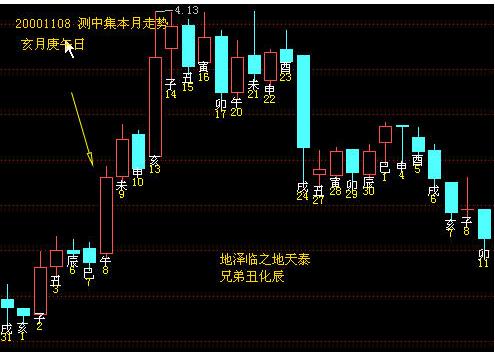 20001108 测中集本月走势
亥月庚午日
4.13
子
14
丑
15
寅
16
卯
17
午
20
未
21
申
22
酉
23
戌
24
丑
27
寅
28
卯
29
辰
30
巳
1
申
4
酉
5
戌
6
亥
7
子
8
卯
11
亥
13
申
10
未
9
午
8
巳
7
辰
6
丑
3
子
2
亥
1
戌
31
地泽临之地天泰
兄弟丑化辰